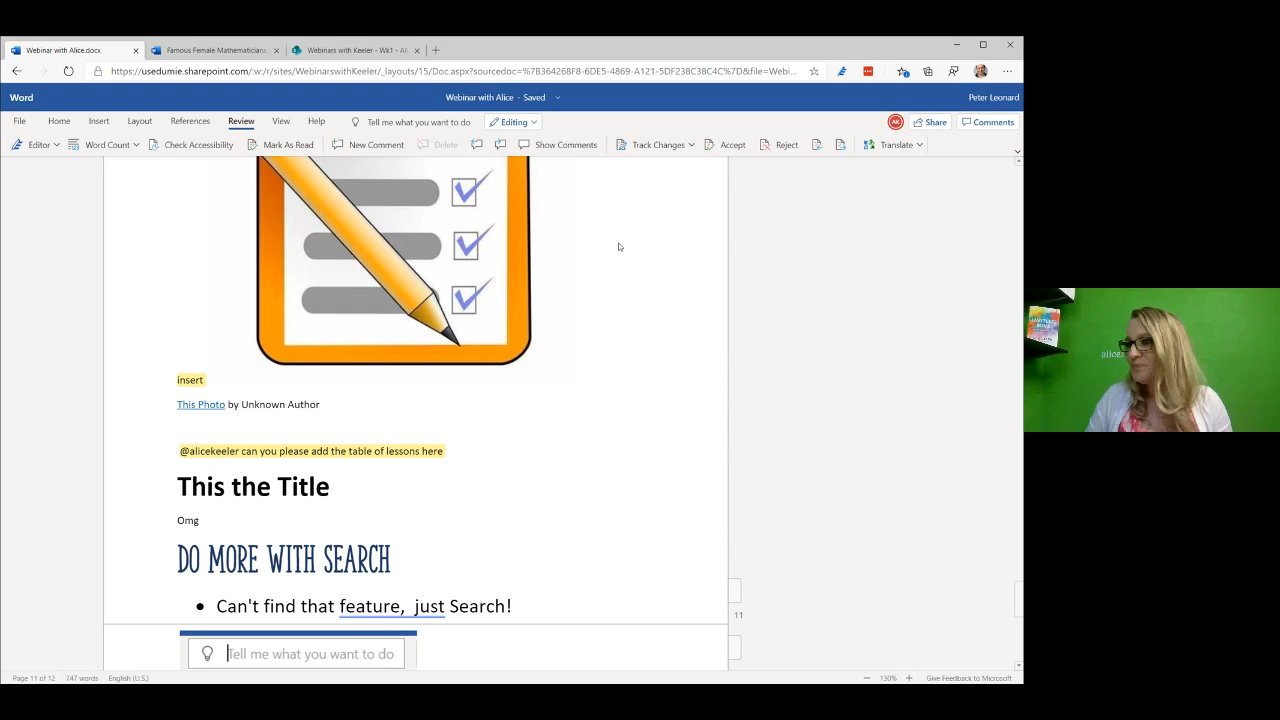 Webinar with Alice.docx
Famous Female Mathematicians.
Webinars with Keeler - Wk1 - Al
https://usedumie.sharepoint.com/:w:/r/sites/WebinarswithKeeler/_layouts/15/Doc.aspx?sourcedoc=%7B364268F8-6DE5-4869-A121-5DF238C38C4C%7D&file=Webi...
Word
Webinar with Alice - Saved
Peter Leonard
File Home Insert Layout References Review View Help Tell me what you want to do Editing AK Share Comments
Editor Word Count Check Accessibility Mark As Read New Comment Delete Show Comments Track Changes Accept Reject Translate
insert
This Photo by Unknown Author
@alicekeeler can you please add the table of lessons here
This the Title
Omg
DO MORE WITH SEARCH
• Can't find that feature, just Search!
11
Tell me what you want to do
Page 11 of 12 747 words English (U.S.) 130% Give Feedback to Microsoft